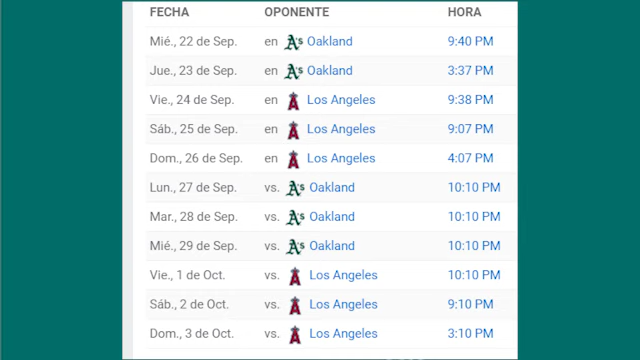 FECHA OPONENTE HORA
Mié., 22 de Sep. en A's Oakland 9:40 PM
Jue., 23 de Sep. en A's Oakland 3:37 PM
Vie., 24 de Sep. en A Los Angeles 9:38 PM
Sáb., 25 de Sep. en A Los Angeles 9:07 PM
Dom., 26 de Sep. en A Los Angeles 4:07 PM
Lun., 27 de Sep. vs. A's Oakland 10:10 PM
Mar., 28 de Sep. vs. A's Oakland 10:10 PM
Mié., 29 de Sep. vs. A's Oakland 10:10 PM
Vie., 1 de Oct. vs. A Los Angeles 10:10 PM
Sáb., 2 de Oct. vs. A Los Angeles 9:10 PM
Dom., 3 de Oct. vs. A Los Angeles 3:10 PM